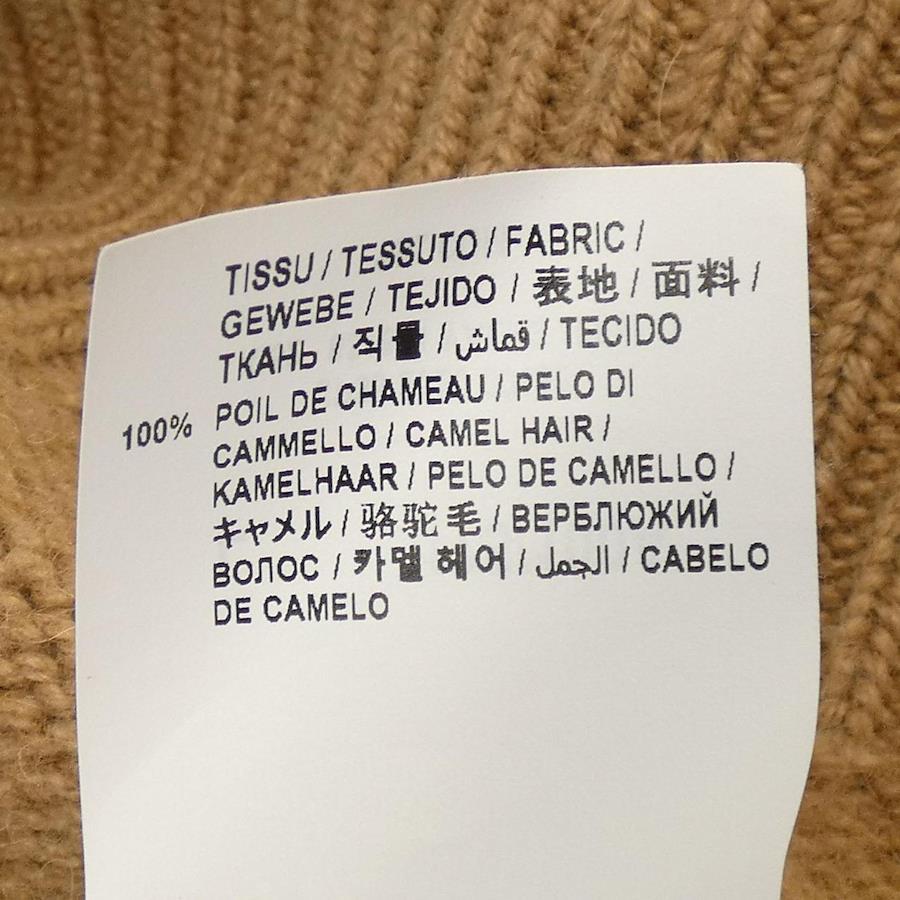 TISSU / TESSUTO / FABRIC /
GEWEBE / TEJIDO / 表地 / 面料 /
ТКАНЬ / 직물 / قماش / TECIDO
100% POIL DE CHAMEAU / PELO DI
CAMMELLO / CAMEL HAIR /
KAMELHAAR / PELO DE CAMELLO /
キャメル / 骆驼毛 / ВЕРБЛЮЖИЙ
ВОЛОС / 카멜 헤어 / الجمل / CABELO
DE CAMELO